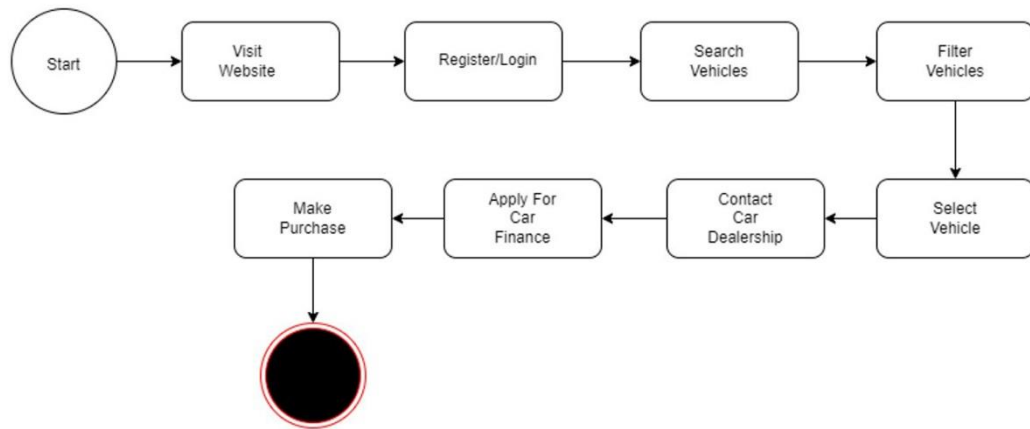 Start
Visit
Website
Register/Login
Search
Vehicles
Filter
Vehicles
Select
Vehicle
Contact
Car
Dealership
Apply For
Car
Finance
Make
Purchase